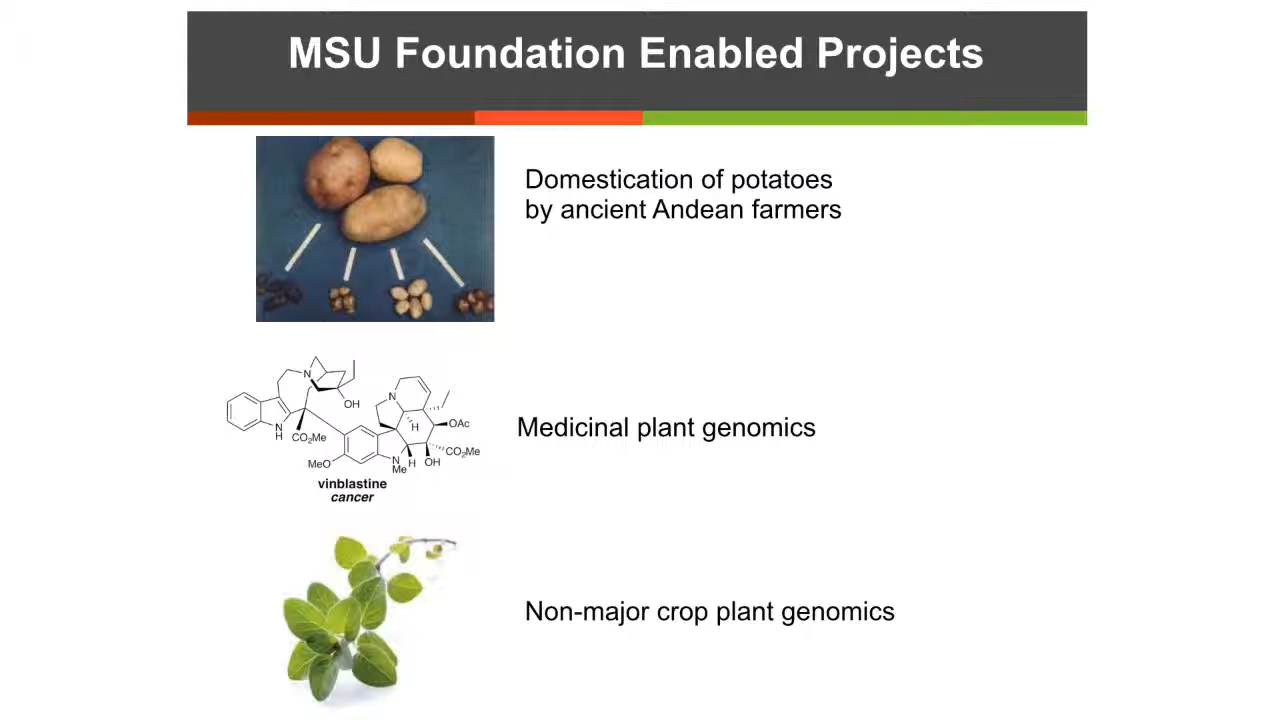 MSU Foundation Enabled Projects
Domestication of potatoes
by ancient Andean farmers
N
OH
N
H
CO₂Me
MeO
N
H
OAc
CO₂Me
N
Me
H
OH
vinblastine
cancer
Medicinal plant genomics
Non-major crop plant genomics